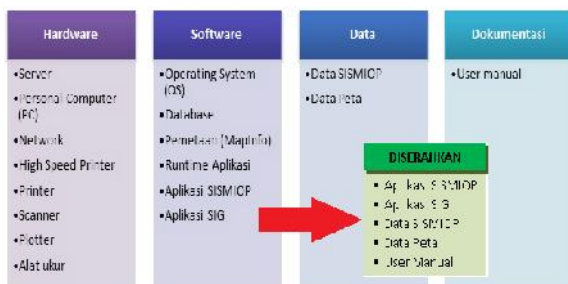 Hardware
•Server
•Personal Computer
(PC)
•Network
•High Speed Printer
•Printer
•Scanner
•Plotter
•Alat ukur
Software
•Operating System
(OS)
•Database
•Pemetaan (MapInfo)
•Runtime Aplikasi
•Aplikasi SISMIOP
•Aplikasi SIG
Data
•Data SISMIOP
•Data Peta
Dokumentasi
•User manual
DISERAHKAN
▪ Aplikasi SISMIOP
▪ Aplikasi SIG
▪ Data SISMIOP
▪ Data Peta
▪ User Manual